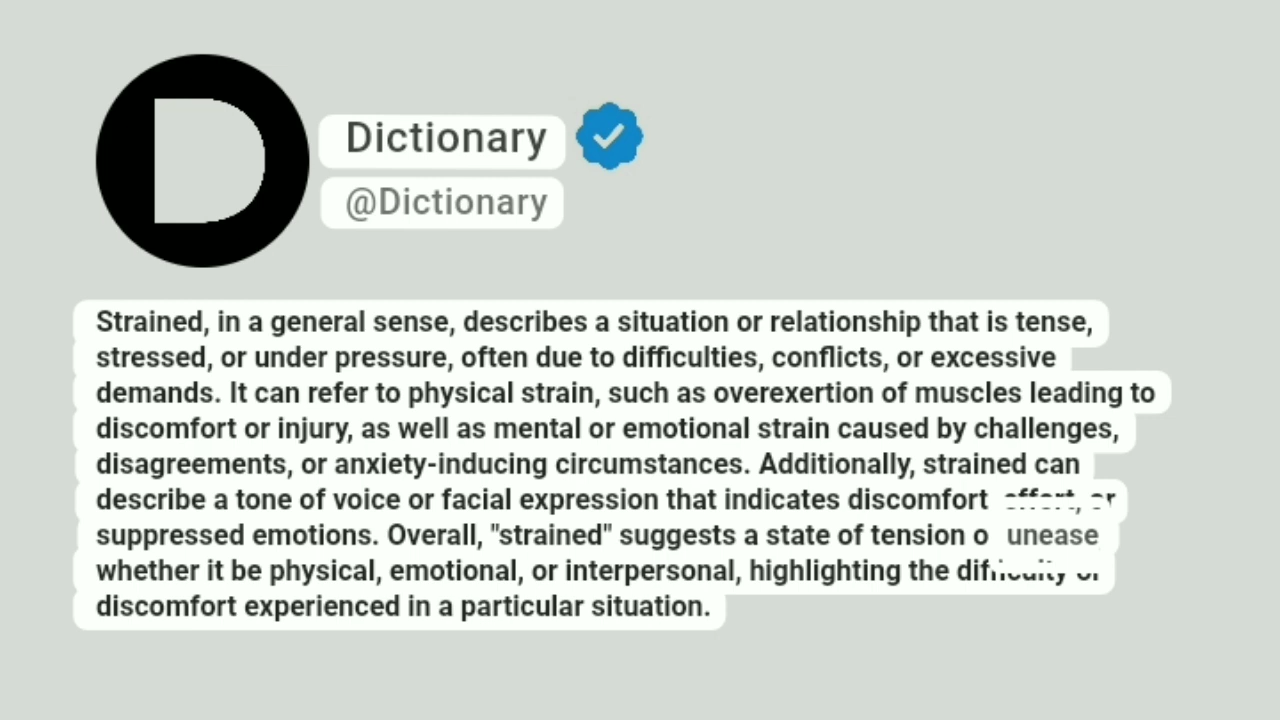 D
Dictionary
@Dictionary
Strained, in a general sense, describes a situation or relationship that is tense,
stressed, or under pressure, often due to difficulties, conflicts, or excessive
demands. It can refer to physical strain, such as overexertion of muscles leading to
discomfort or injury, as well as mental or emotional strain caused by challenges,
disagreements, or anxiety-inducing circumstances. Additionally, strained can
describe a tone of voice or facial expression that indicates discomfort
suppressed emotions. Overall, "strained" suggests a state of tension o unease
whether it be physical, emotional, or interpersonal, highlighting the
discomfort experienced in a particular situation.